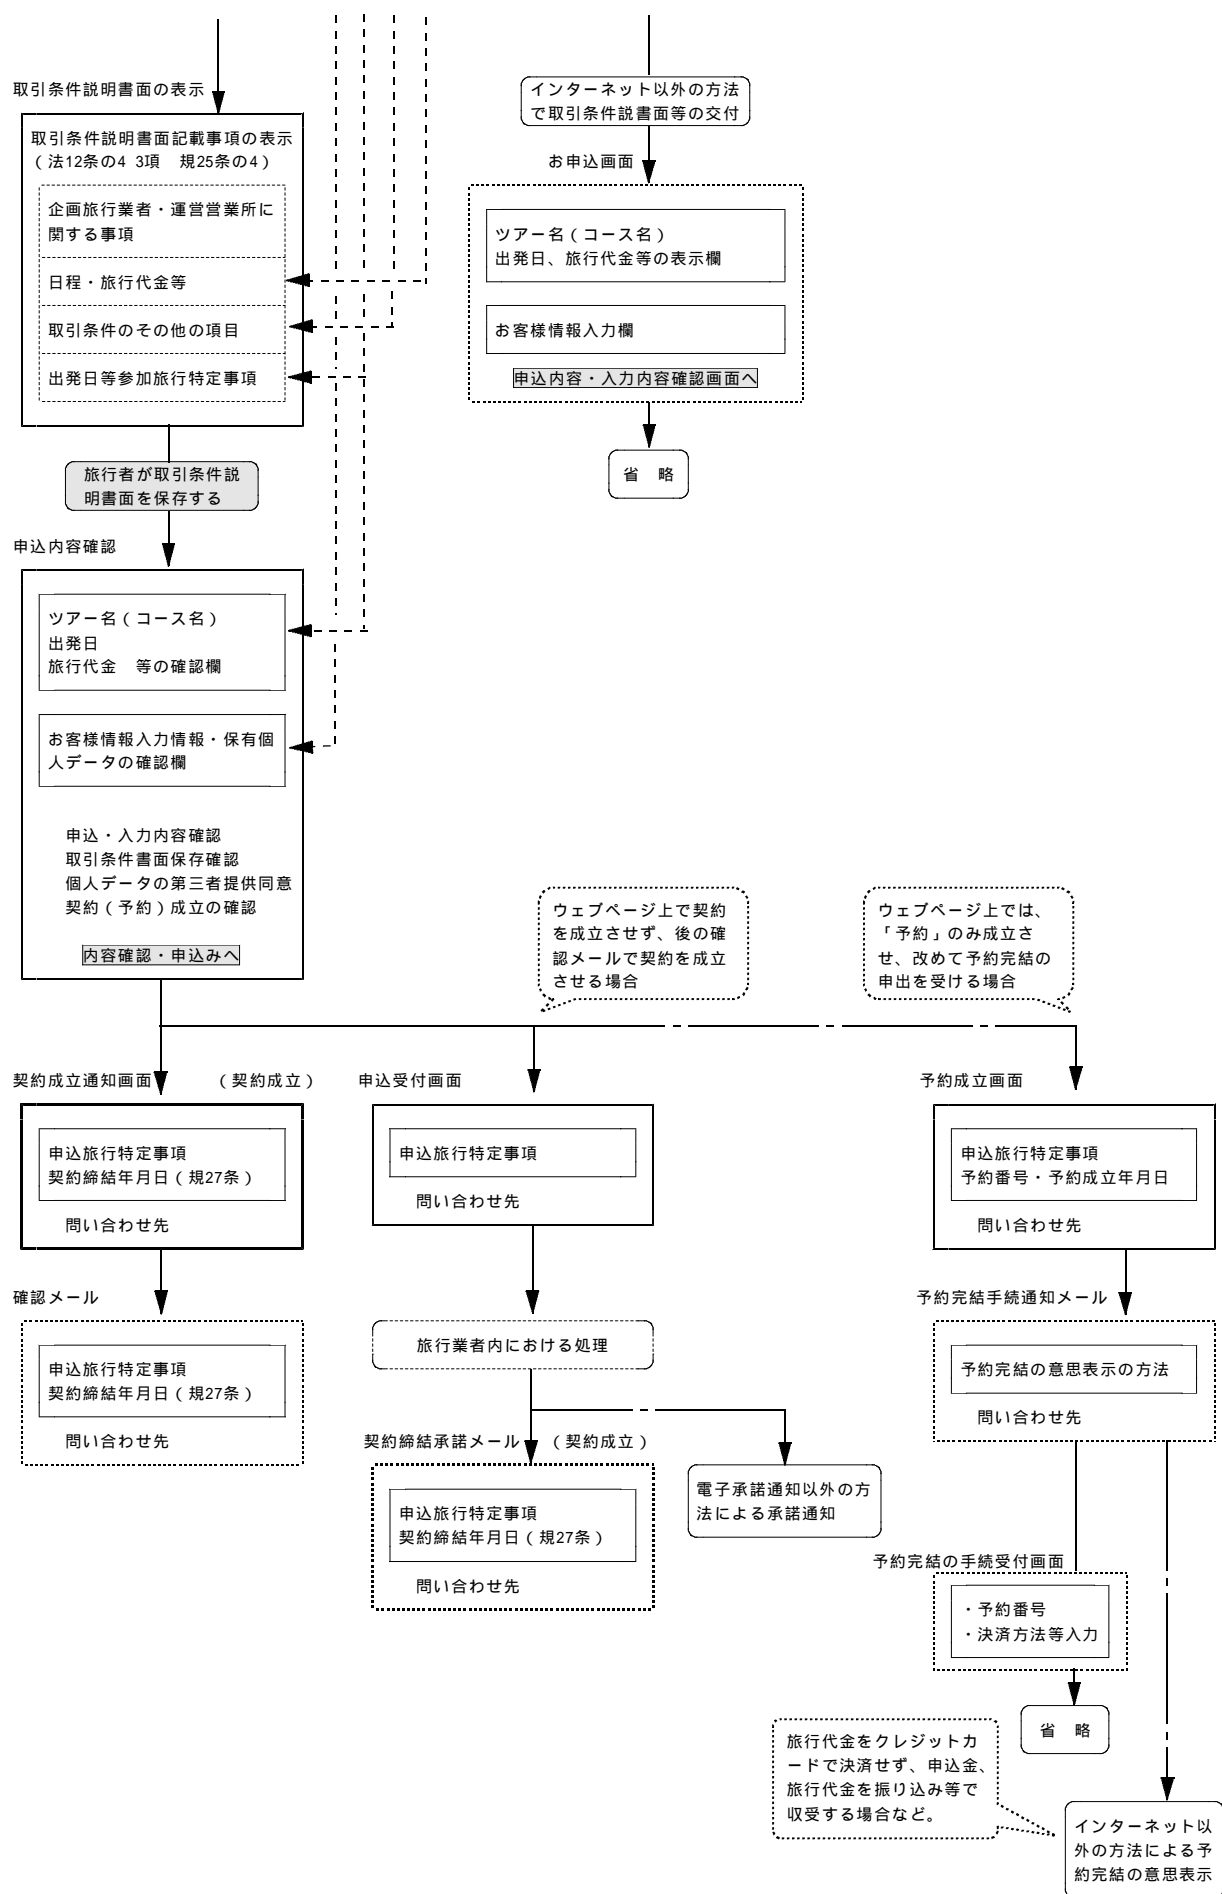 取引条件説明書面の表示
取引条件説明書面記載事項の表示
(法12条の4 3項　規25条の4)
企画旅行業者・運営営業所に
関する事項
日程・旅行代金等
取引条件のその他の項目
出発日等参加旅行特定事項
旅行者が取引条件説
明書面を保存する
インターネット以外の方法
で取引条件説書面等の交付
お申込画面
ツアー名(コース名)
出発日、旅行代金等の表示欄
お客様情報入力欄
申込内容・入力内容確認画面へ
省　略
申込内容確認
ツアー名(コース名)
出発日
旅行代金　等の確認欄
お客様情報入力情報・保有個
人データの確認欄
申込・入力内容確認
取引条件書面保存確認
個人データの第三者提供同意
契約(予約)成立の確認
内容確認・申込みへ
ウェブページ上で契約
を成立させず、後の確
認メールで契約を成立
させる場合
ウェブページ上では、
「予約」のみ成立さ
せ、改めて予約完結の
申出を受ける場合
契約成立通知画面　(契約成立)
申込旅行特定事項
契約締結年月日(規27条)
問い合わせ先
確認メール
申込旅行特定事項
契約締結年月日(規27条)
問い合わせ先
申込受付画面
申込旅行特定事項
問い合わせ先
旅行業者内における処理
契約締結承諾メール　(契約成立)
申込旅行特定事項
契約締結年月日(規27条)
問い合わせ先
電子承諾通知以外の方
法による承諾通知
予約成立画面
申込旅行特定事項
予約番号・予約成立年月日
問い合わせ先
予約完結手続通知メール
予約完結の意思表示の方法
問い合わせ先
予約完結の手続受付画面
・予約番号
・決済方法等入力
省　略
旅行代金をクレジットカ
ードで決済せず、申込金、
旅行代金を振り込み等で
収受する場合など。
インターネット以
外の方法による予
約完結の意思表示